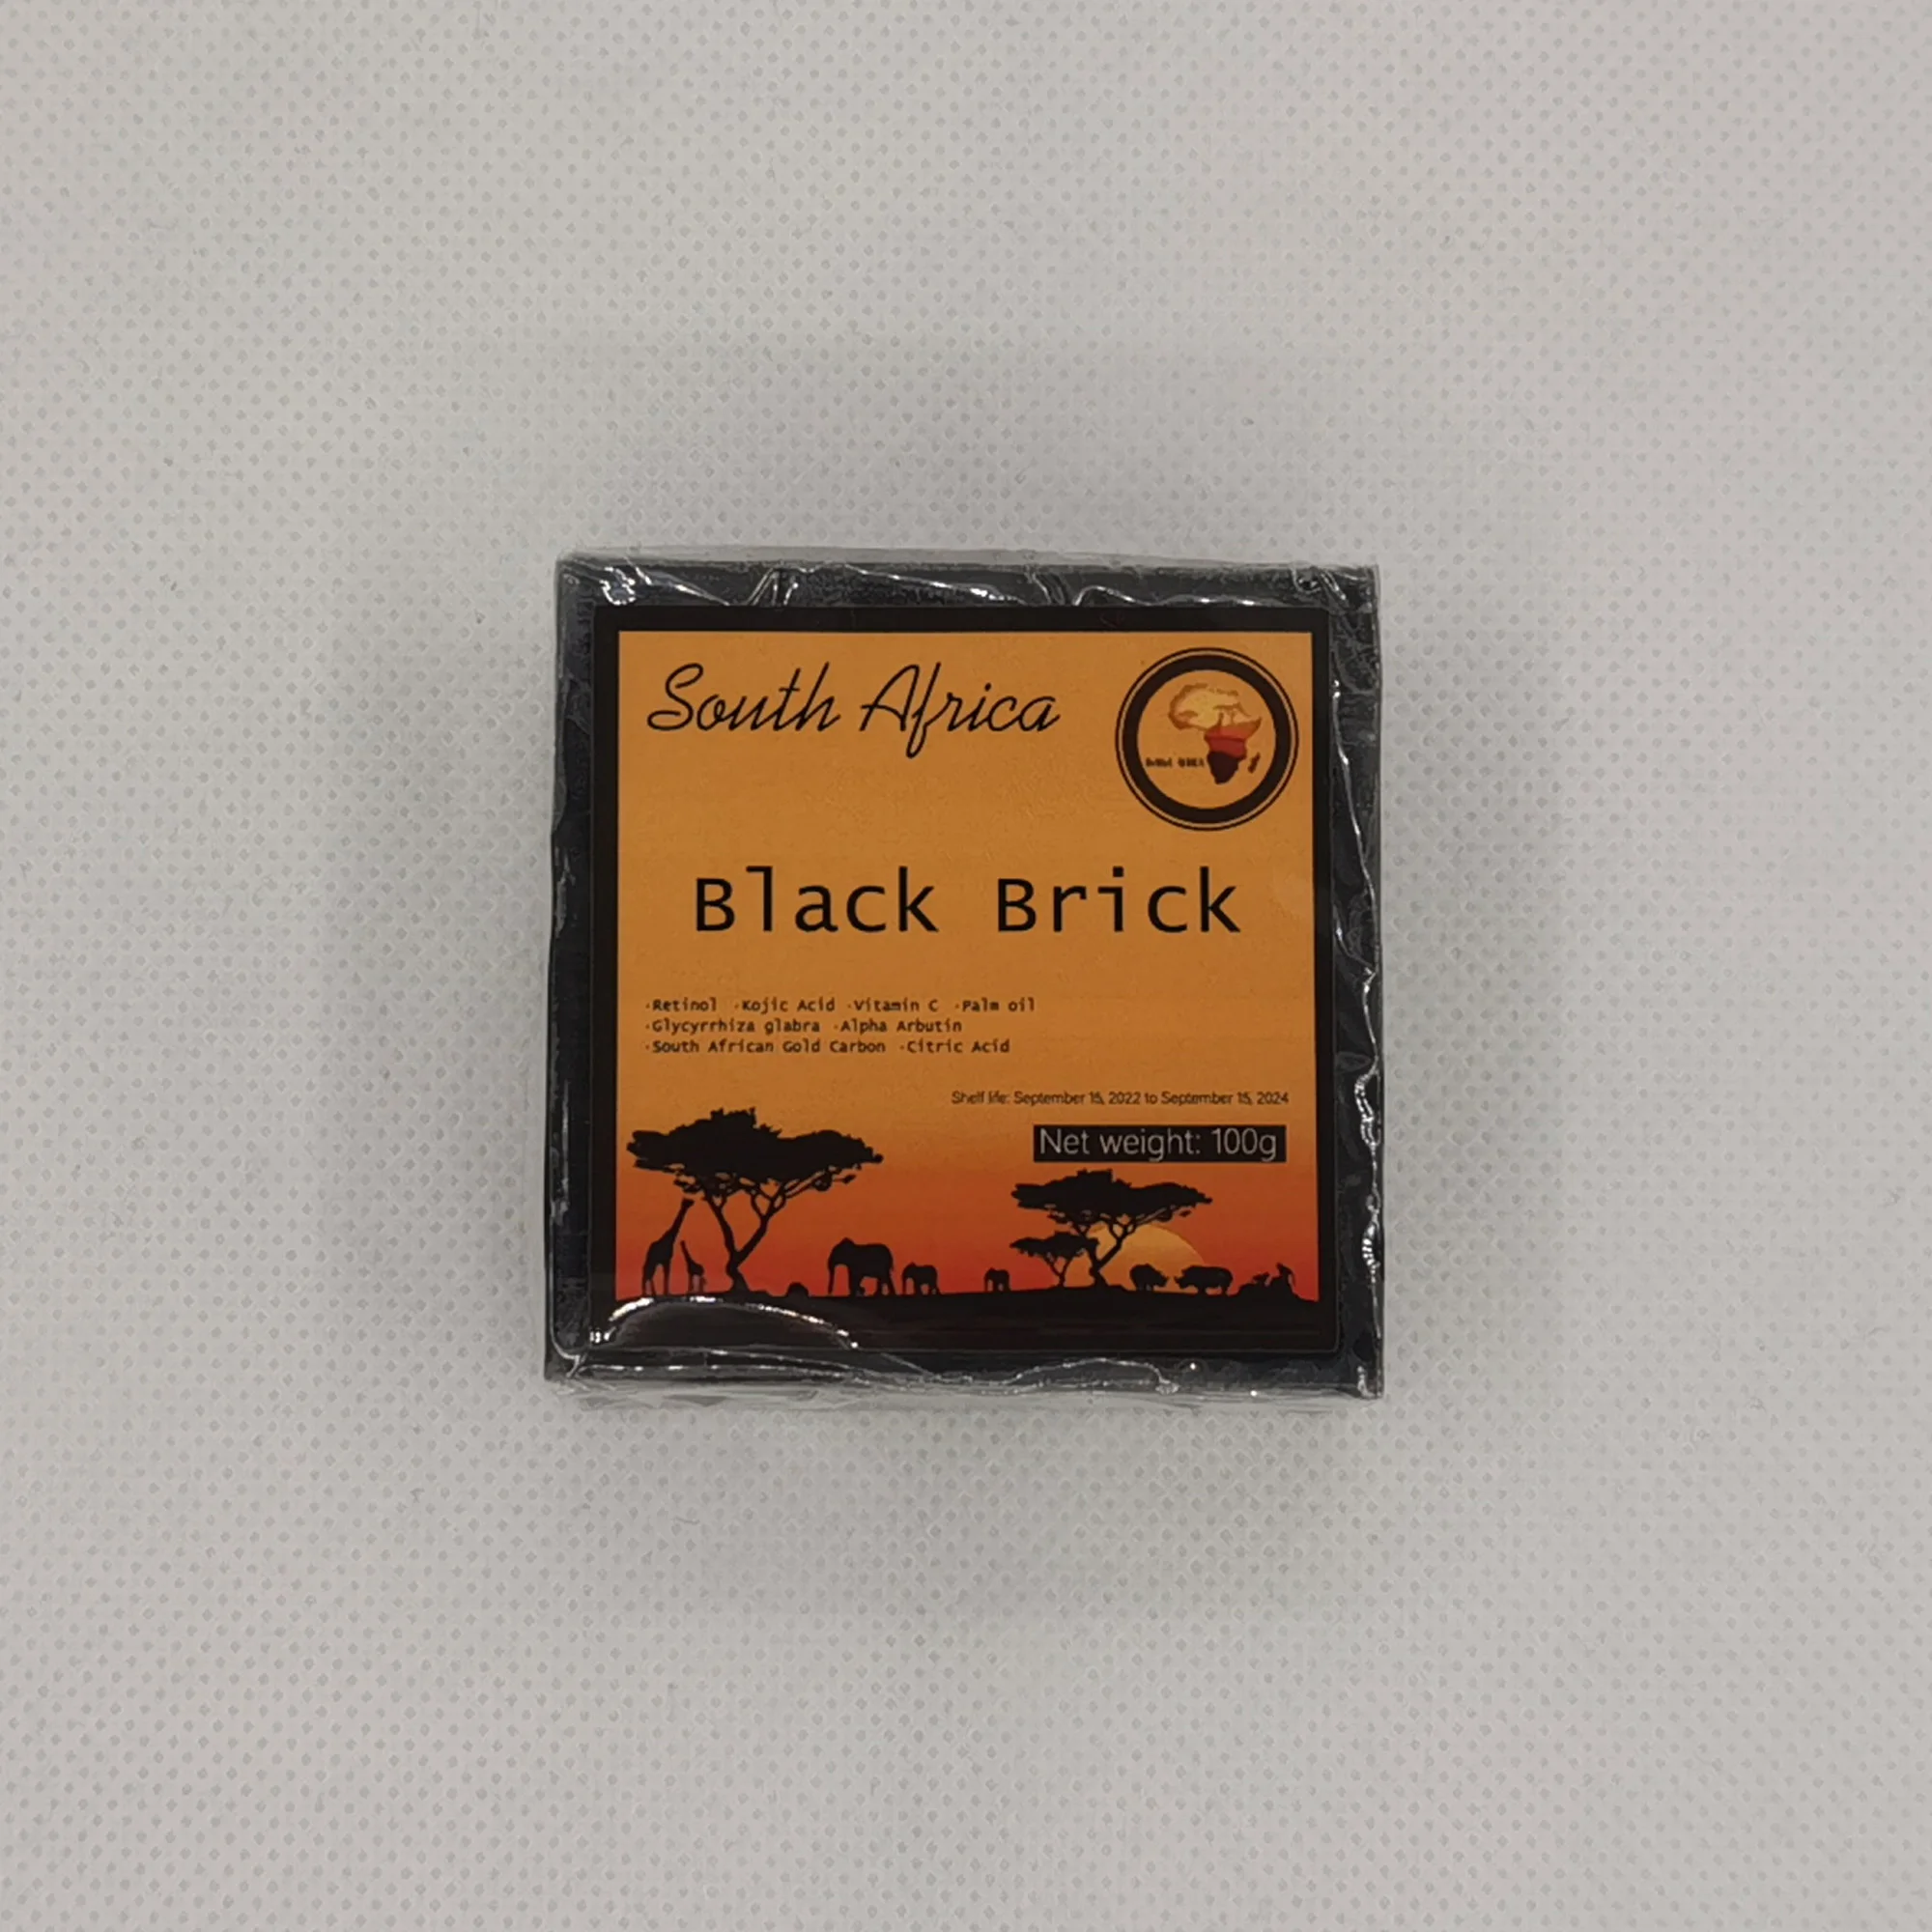 South Africa
Black Brick
·Retinol ·Kojic Acid ·Vitamin C ·Palm oil
·Glycyrrhiza glabra ·Alpha Arbutin
·South African Gold Carbon ·Citric Acid
Shelf life: September 15, 2022 to September 15, 2024
Net weight: 100g